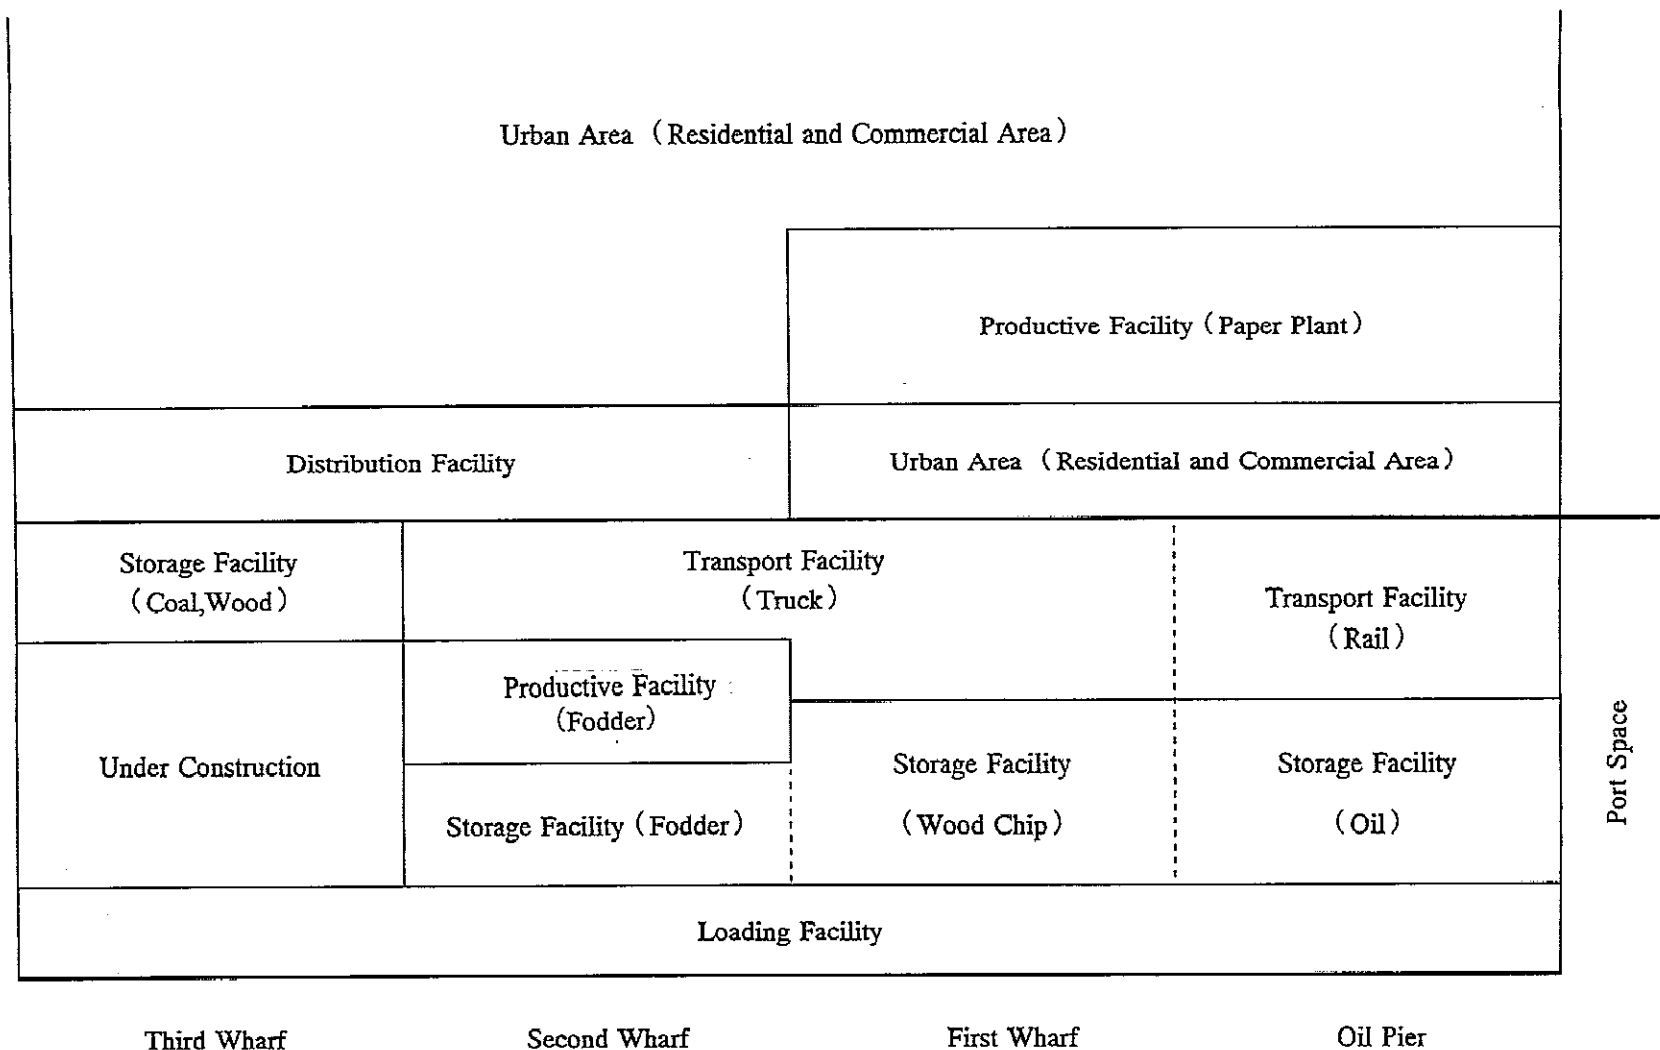 Urban Area (Residential and Commercial Area)
Productive Facility (Paper Plant)
Distribution Facility
Urban Area (Residential and Commercial Area)
Storage Facility
(Coal,Wood)
Transport Facility
(Truck)
Transport Facility
(Rail)
Productive Facility
(Fodder)
Under Construction
Storage Facility (Fodder)
Storage Facility
(Wood Chip)
Storage Facility
(Oil)
Port Space
Loading Facility
Third Wharf
Second Wharf
First Wharf
Oil Pier